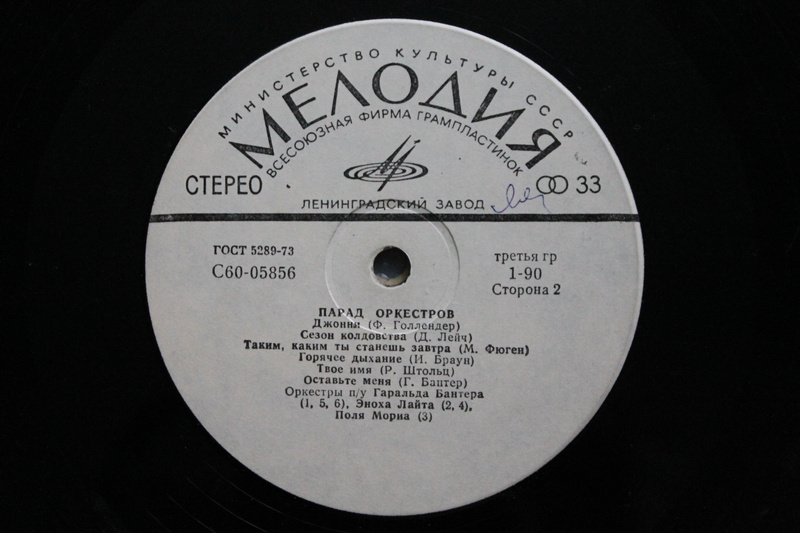 МИНИСТЕРСТВО КУЛЬТУРЫ СССР
МЕЛОДИЯ
ВСЕСОЮЗНАЯ ФИРМА ГРАМПЛАСТИНОК
СТЕРЕО
33
ЛЕНИНГРАДСКИЙ ЗАВОД
ГОСТ 5289-73
С60-05856
третья гр
1-90
Сторона 2
ПАРАД ОРКЕСТРОВ
Джонни (Ф. Голлендер)
Сезон колдовства (Д. Лейч)
Таким, каким ты станешь завтра (М. Фюген)
Горячее дыхание (И. Браун)
Твое имя (Р. Штольц)
Оставьте меня (Г. Бантер)
Оркестры п/у Гаральда Бантера
(1, 5, 6), Эноха Лайта (2, 4),
Поля Мориа (3)